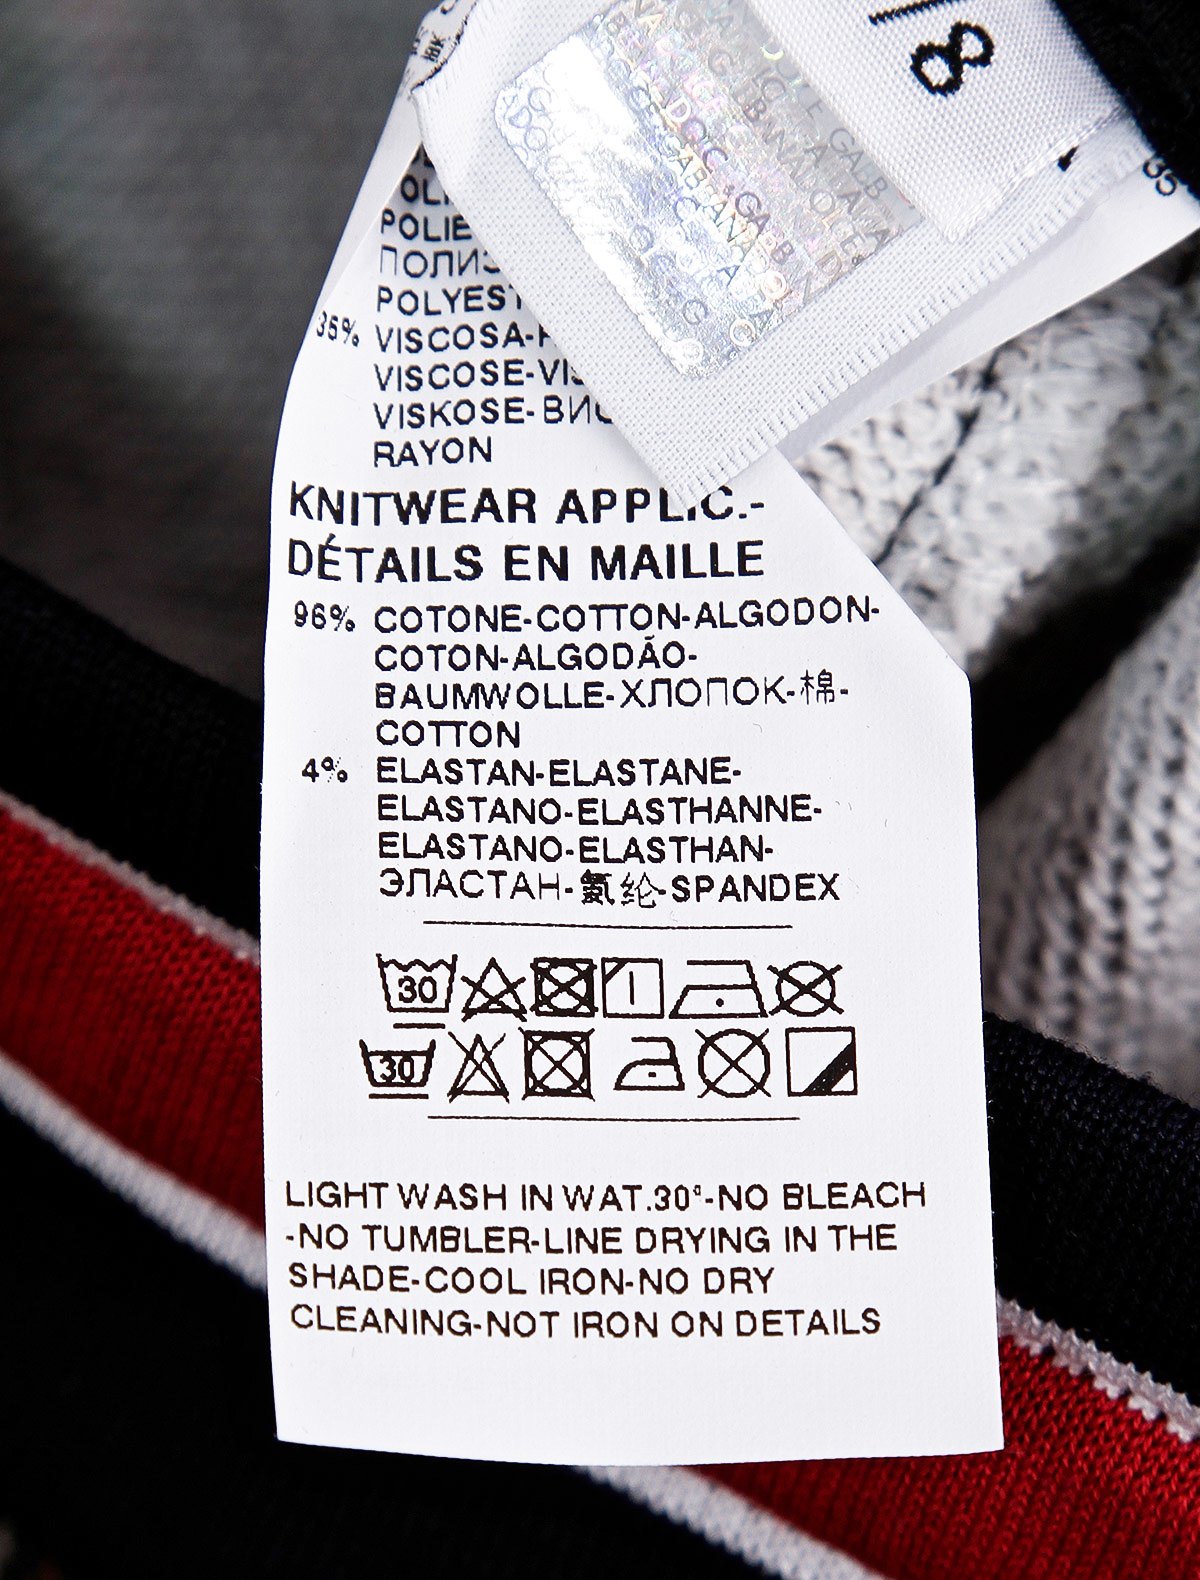 /8
35
POLIE
ПОЛИЭ
POLYEST
35% VISCOSA-
VISCOSE-VIS
VISKOSE-ВИС
RAYON
KNITWEAR APPLIC.-
DÉTAILS EN MAILLE
96% COTONE-COTTON-ALGODON-
COTON-ALGODÃO-
BAUMWOLLE-ХЛОПОК-棉-
COTTON
4% ELASTAN-ELASTANE-
ELASTANO-ELASTHANNE-
ELASTANO-ELASTHAN-
ЭЛАСТАН-氨纶-SPANDEX
30
30
LIGHT WASH IN WAT.30°-NO BLEACH
-NO TUMBLER-LINE DRYING IN THE
SHADE-COOL IRON-NO DRY
CLEANING-NOT IRON ON DETAILS